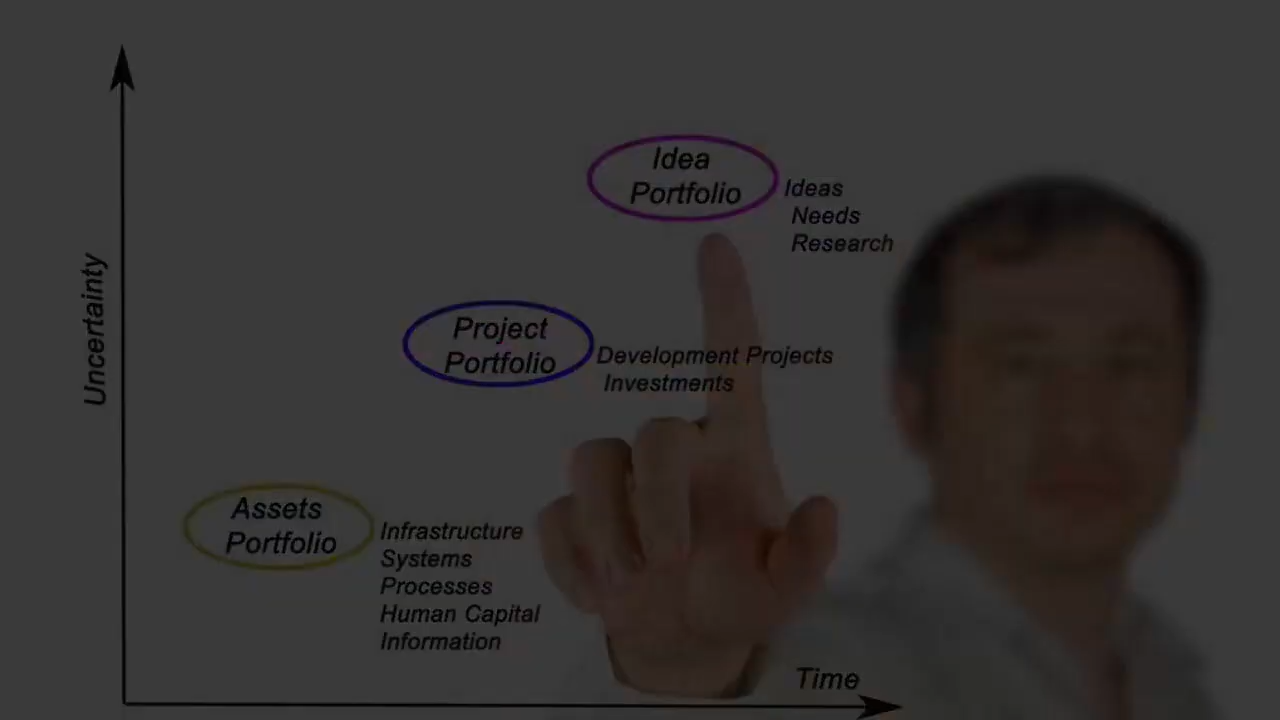 Idea
Portfolio
Ideas
Needs
Research
Uncertainty
Project
Portfolio
Development Projects
Investments
Assets
Portfolio
Infrastructure
Systems
Processes
Human Capital
Information
Time